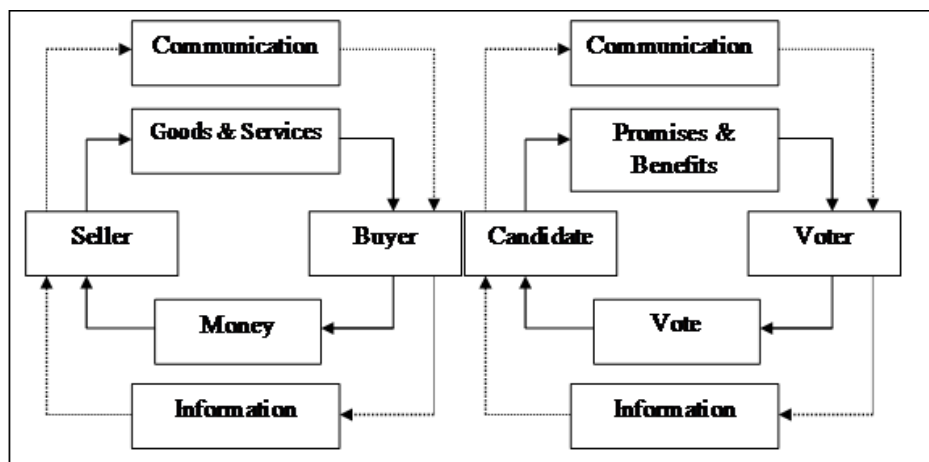 Communication
Communication
Goods & Services
Promises &
Benefits
Seller
Buyer
Candidate
Voter
Money
Vote
Information
Information